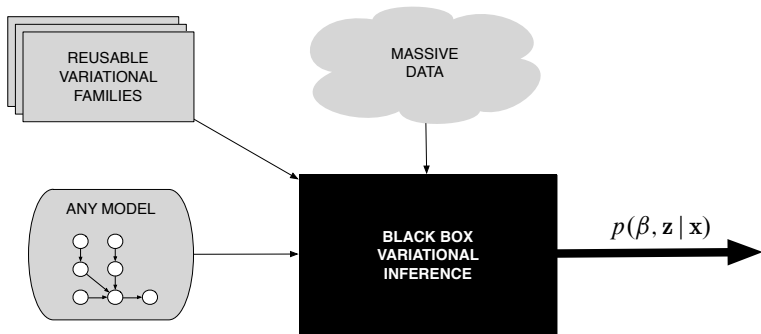 REUSABLE
VARIATIONAL
FAMILIES
MASSIVE
DATA
ANY MODEL
BLACK BOX
VARIATIONAL
INFERENCE
p(β, z | x)